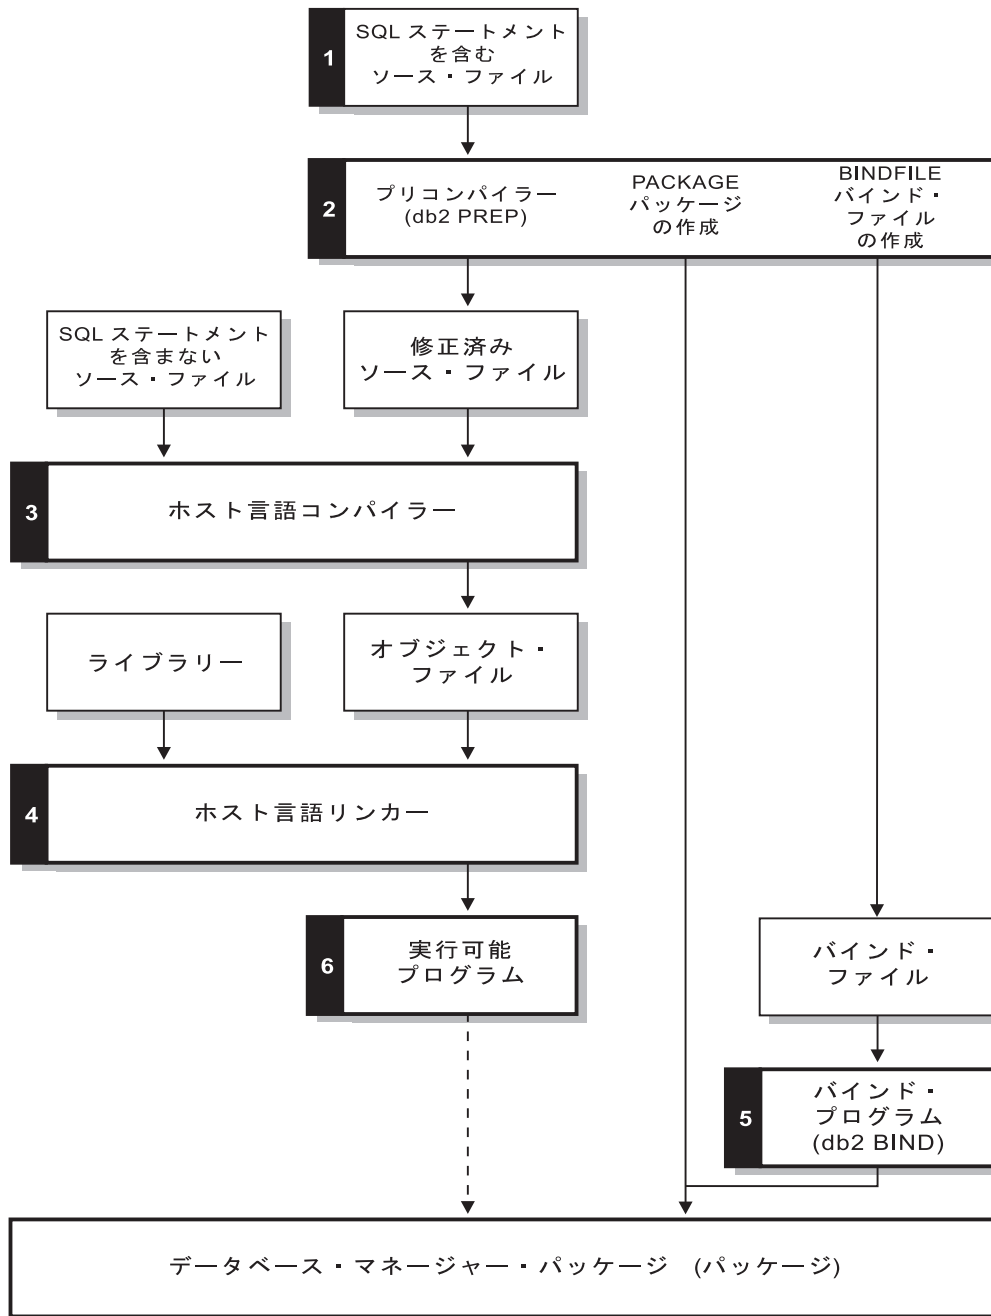 1
SQL ステートメント
を含む
ソース・ファイル
2
プリコンパイラー
(db2 PREP)
PACKAGE
パッケージ
の作成
BINDFILE
バインド・
ファイル
の作成
SQL ステートメント
を含まない
ソース・ファイル
修正済み
ソース・ファイル
3
ホスト言語コンパイラー
ライブラリー
オブジェクト・
ファイル
4
ホスト言語リンカー
6
実行可能
プログラム
バインド・
ファイル
5
バインド・
プログラム
(db2 BIND)
データベース・マネージャー・パッケージ (パッケージ)